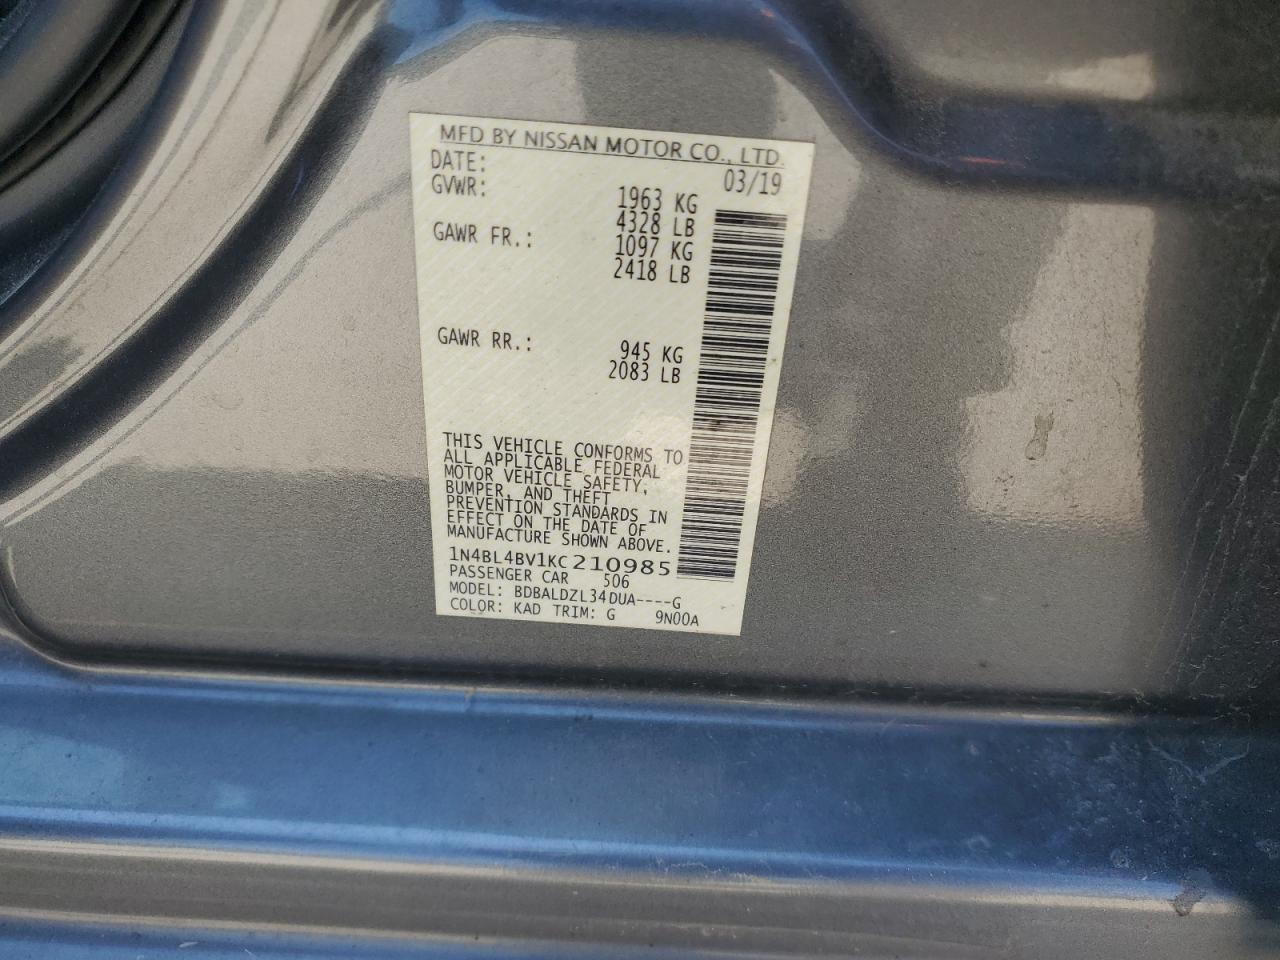 MFD BY NISSAN MOTOR CO., LTD.
DATE: 03/19
GVWR: 1963 KG
4328 LB
GAWR FR.: 1097 KG
2418 LB
GAWR RR.: 945 KG
2083 LB
THIS VEHICLE CONFORMS TO
ALL APPLICABLE FEDERAL
MOTOR VEHICLE SAFETY,
BUMPER, AND THEFT
PREVENTION STANDARDS IN
EFFECT ON THE DATE OF
MANUFACTURE SHOWN ABOVE.
1N4BL4BV1KC210985
PASSENGER CAR 506
MODEL: BDBALDZL34DUA----G
COLOR: KAD TRIM: G 9N00A